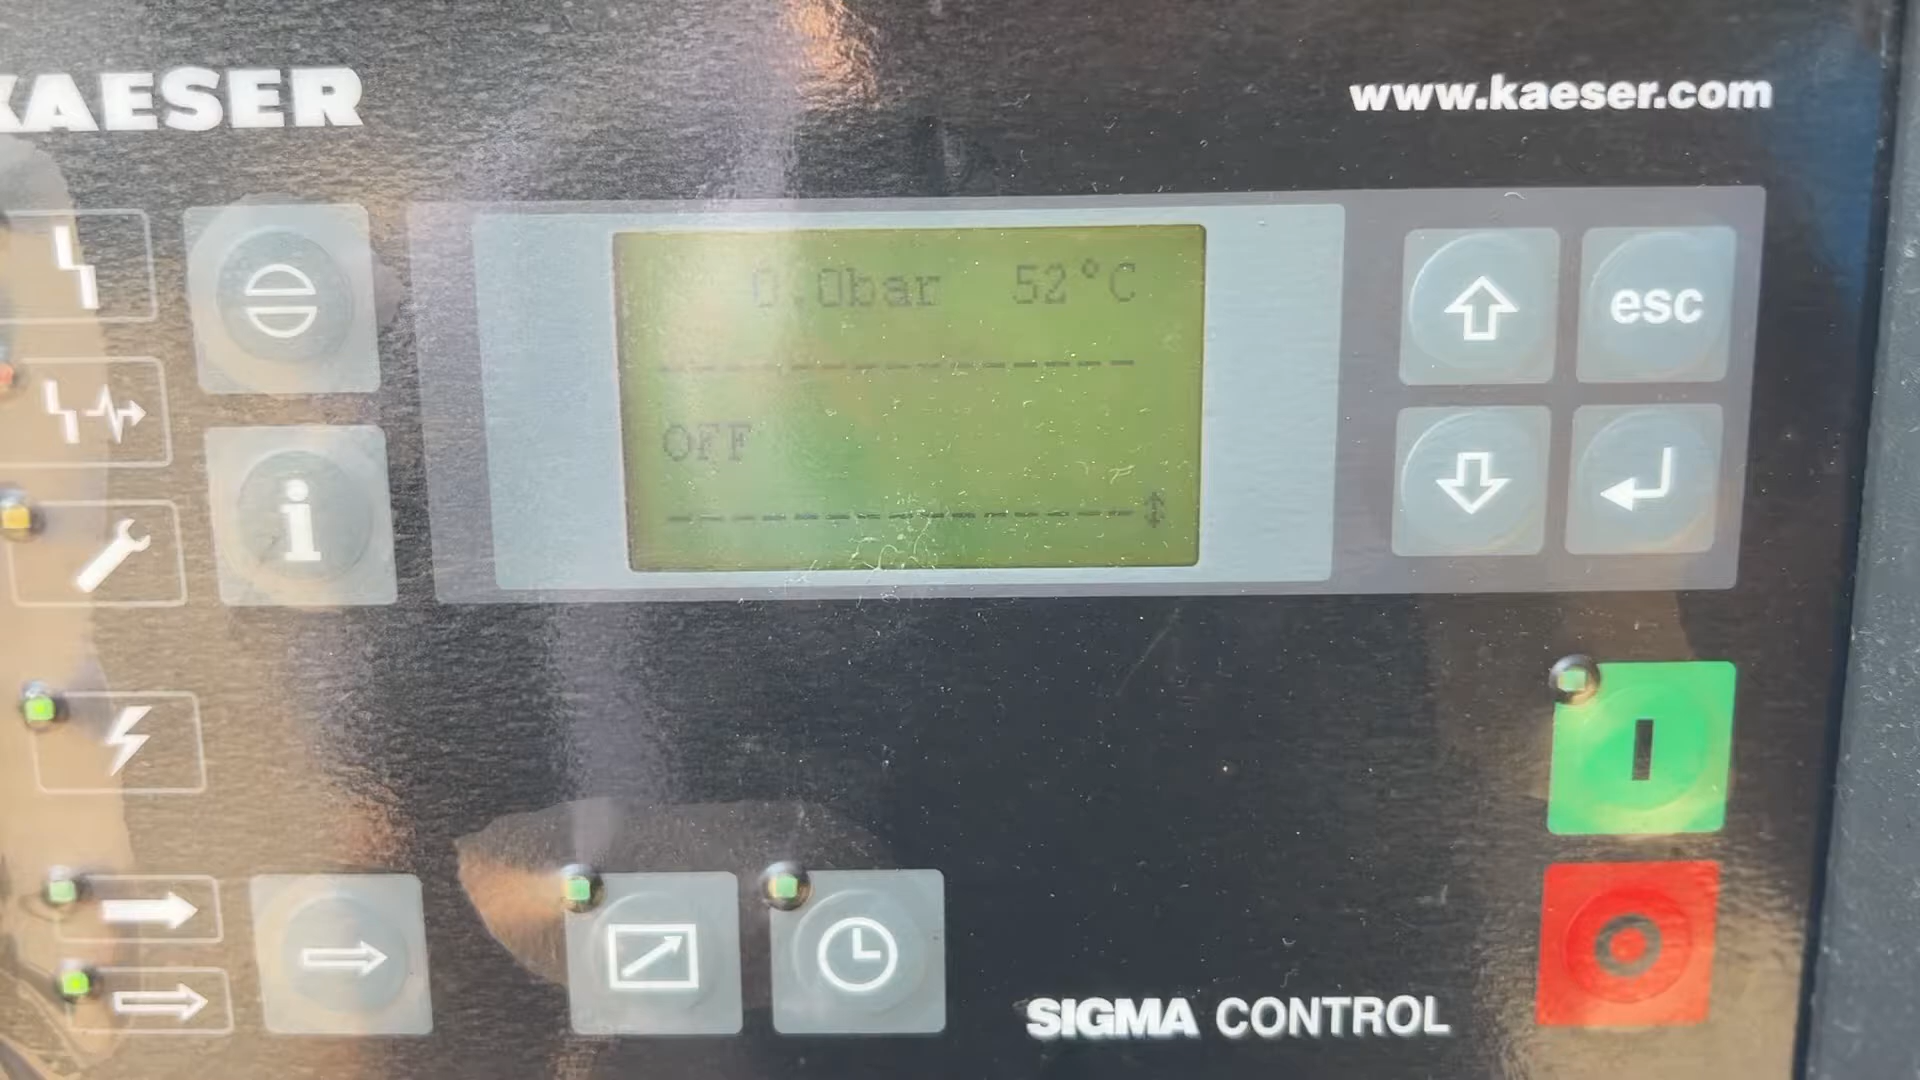 KAESER
www.kaeser.com
0.0bar 52°C
----------------
OFF
----------------
esc
i
I
SIGMA CONTROL